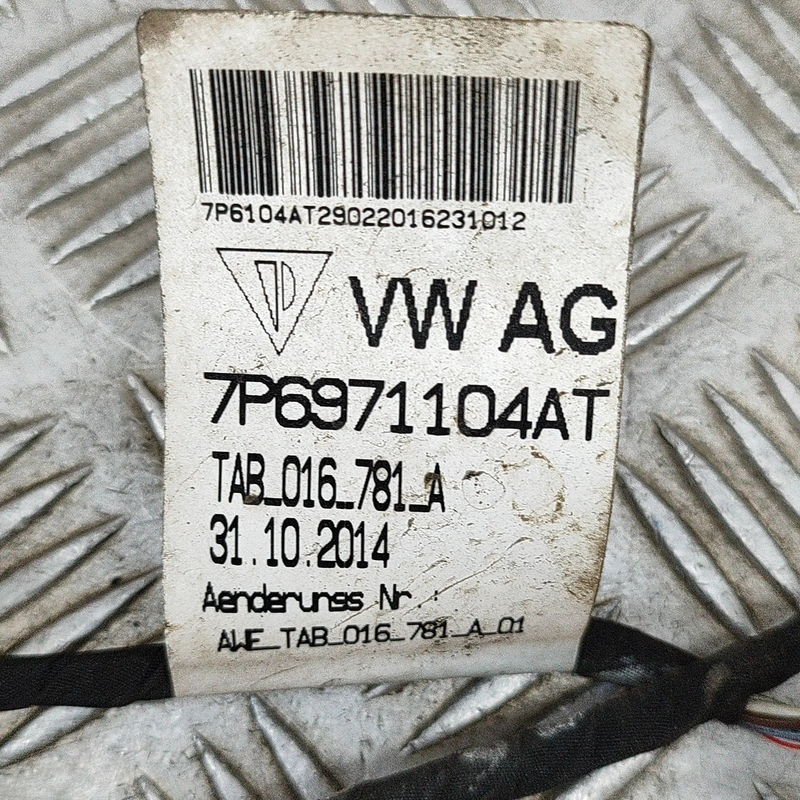 7P6104AT29022016231012
VW AG
7P6971104AT
TAB_016_781_A
31.10.2014
Aenderungs Nr.:
AWE_TAB_016_781_A_01